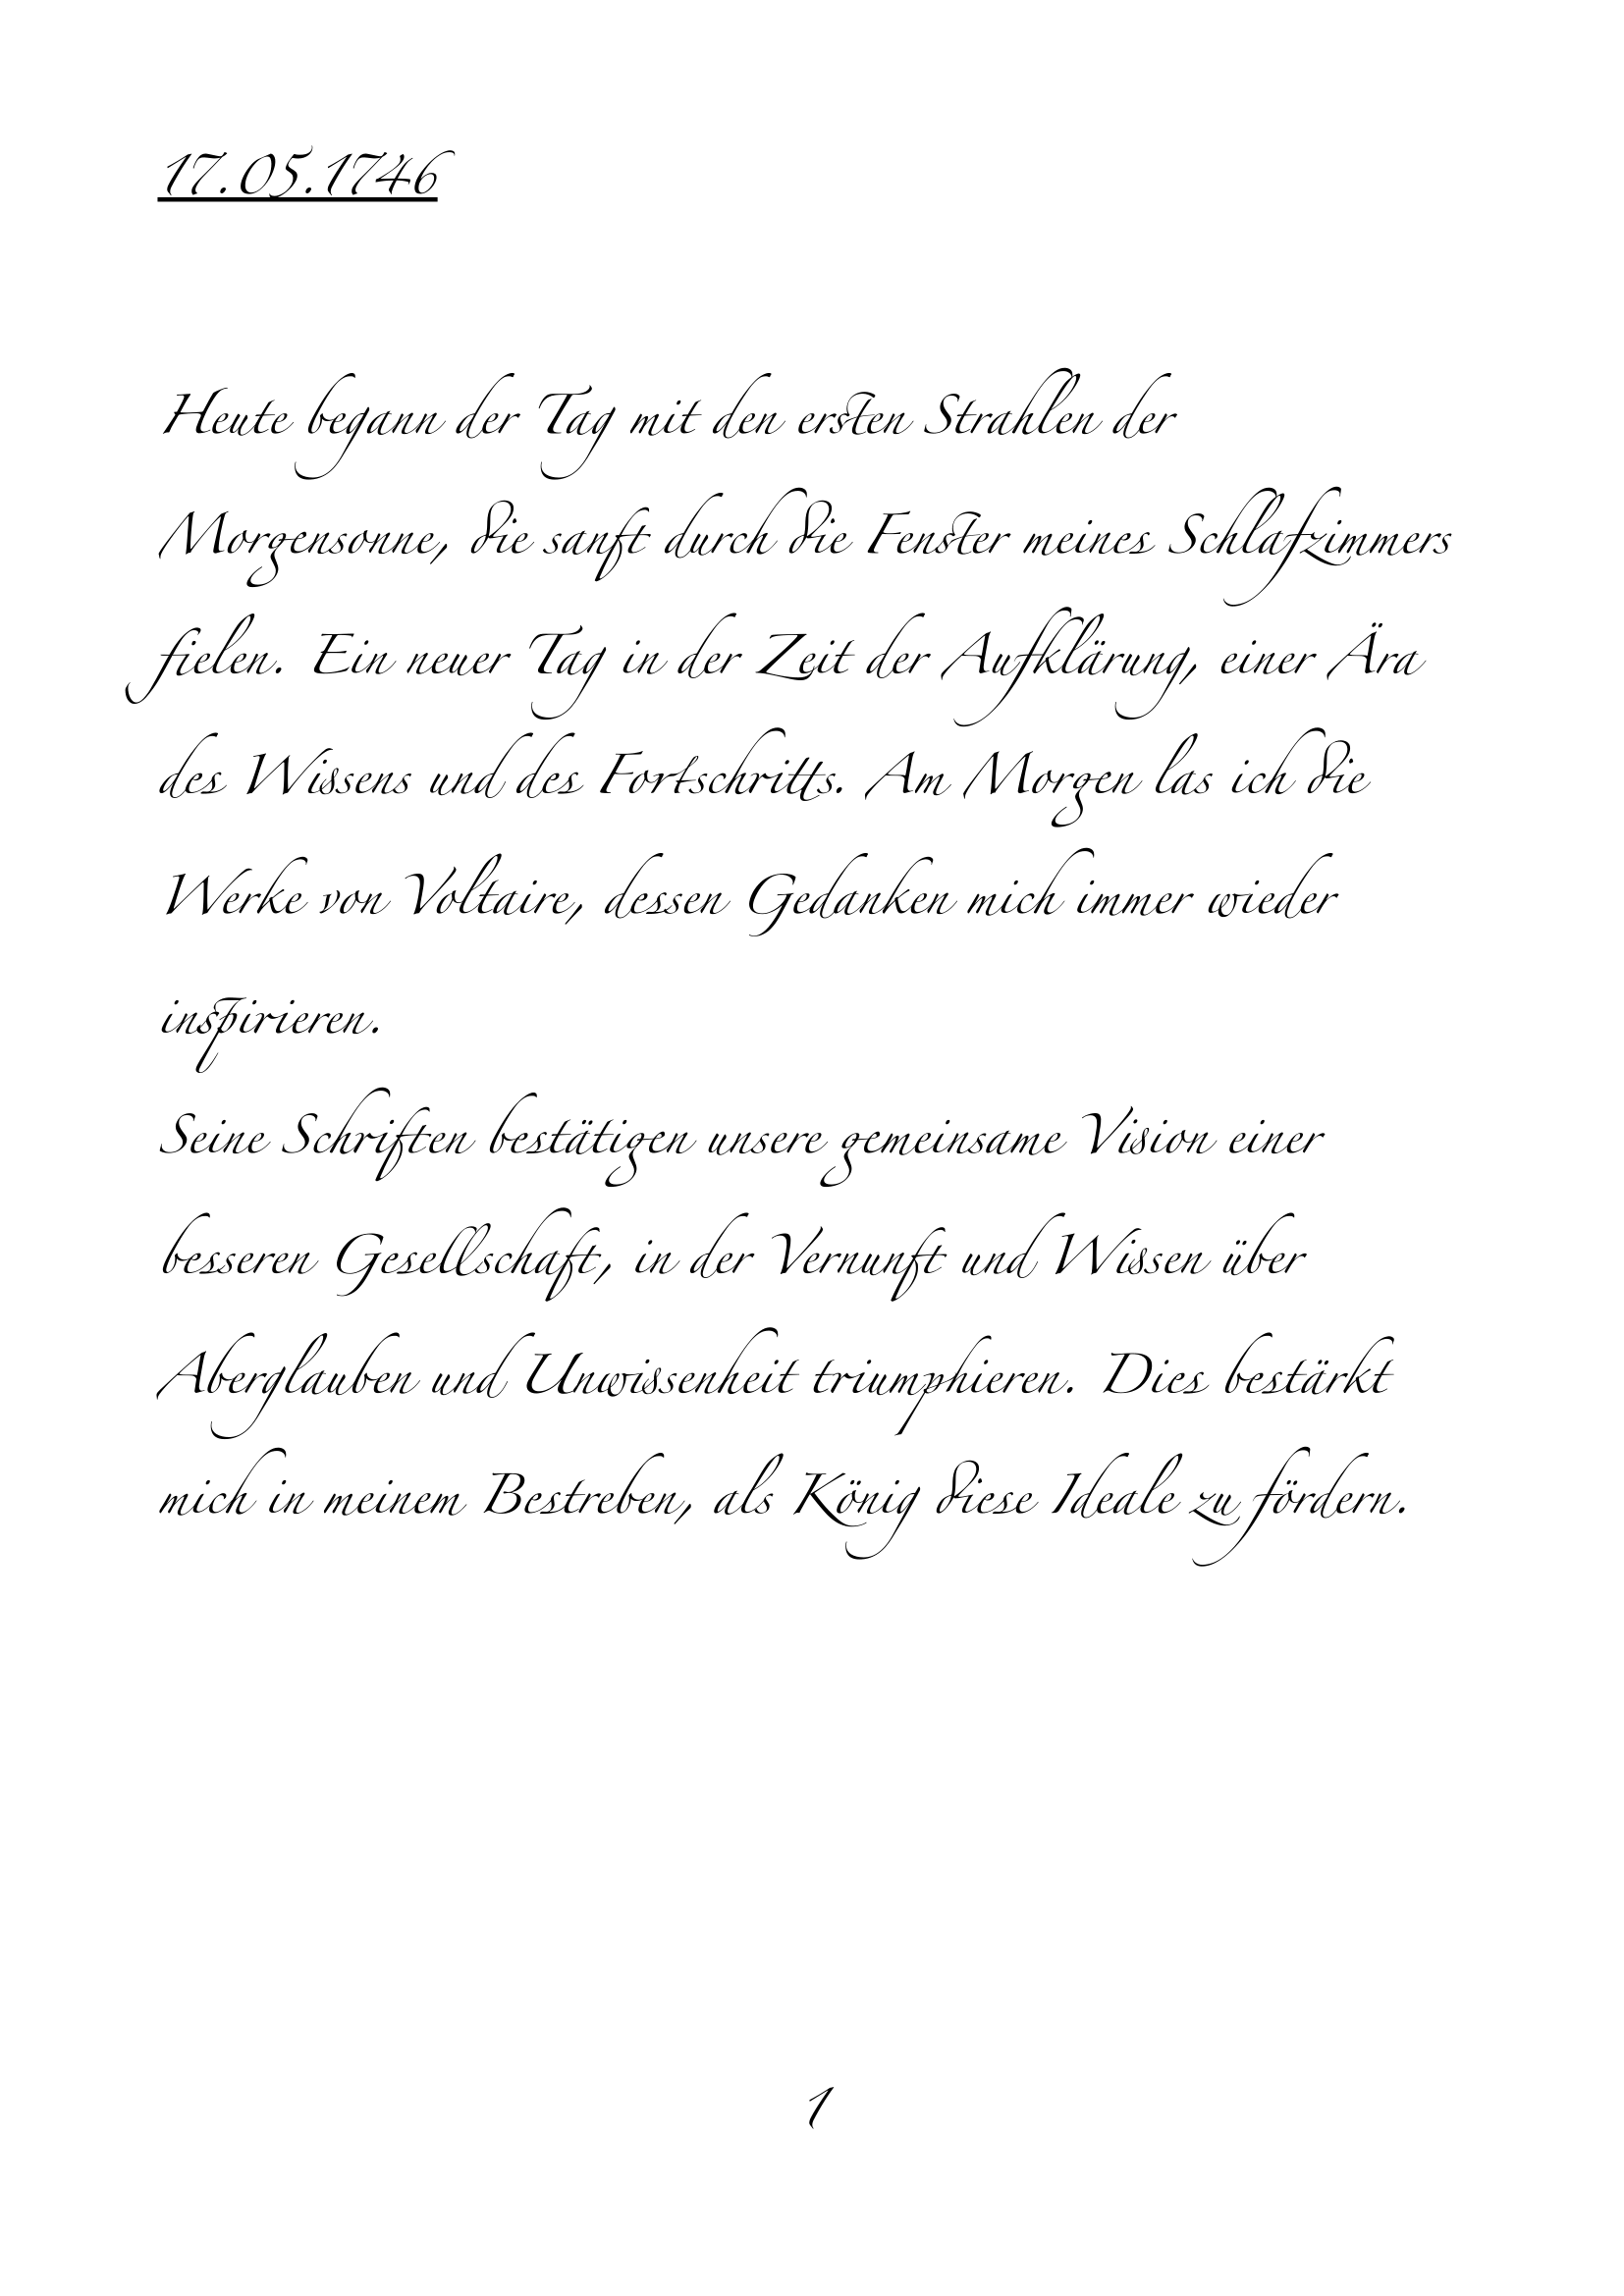 17.05.1746
Heute begann der Tag mit den ersten Strahlen der
Morgensonne, die sanft durch die Fenster meines Schlafzimmers
fielen. Ein neuer Tag in der Zeit der Aufklärung, einer Ära
des Wissens und des Fortschritts. Am Morgen las ich die
Werke von Voltaire, dessen Gedanken mich immer wieder
inspirieren.
Seine Schriften bestätigen unsere gemeinsame Vision einer
besseren Gesellschaft, in der Vernunft und Wissen über
Aberglauben und Unwissenheit triumphieren. Dies bestärkt
mich in meinem Bestreben, als König diese Ideale zu fördern.
1